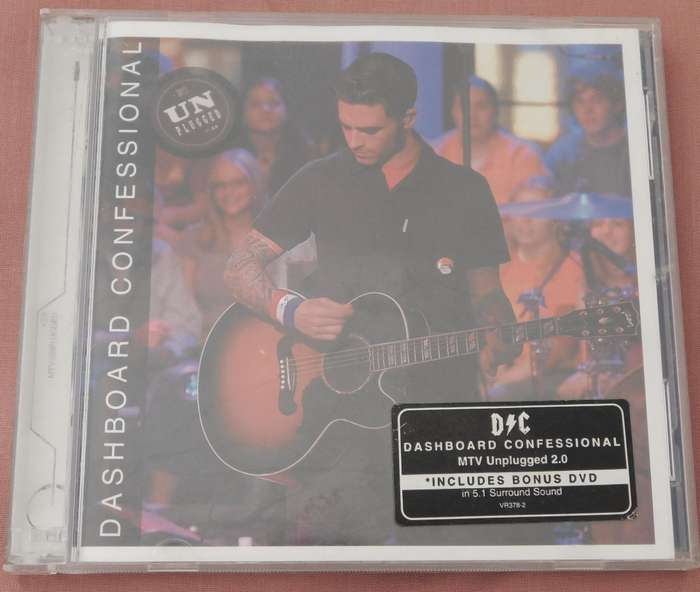 DASHBOARD CONFESSIONAL
UN
PLUGGED
D⚡C
DASHBOARD CONFESSIONAL
MTV Unplugged 2.0
*INCLUDES BONUS DVD
in 5.1 Surround Sound
VR378-2